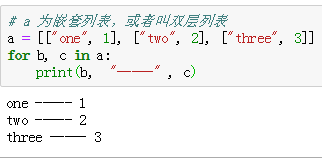 # a 为嵌套列表，或者叫双层列表
a = [["one", 1], ["two", 2], ["three", 3]]
for b, c in a:
    print(b, "-----" , c)
one ----- 1
two ----- 2
three ----- 3